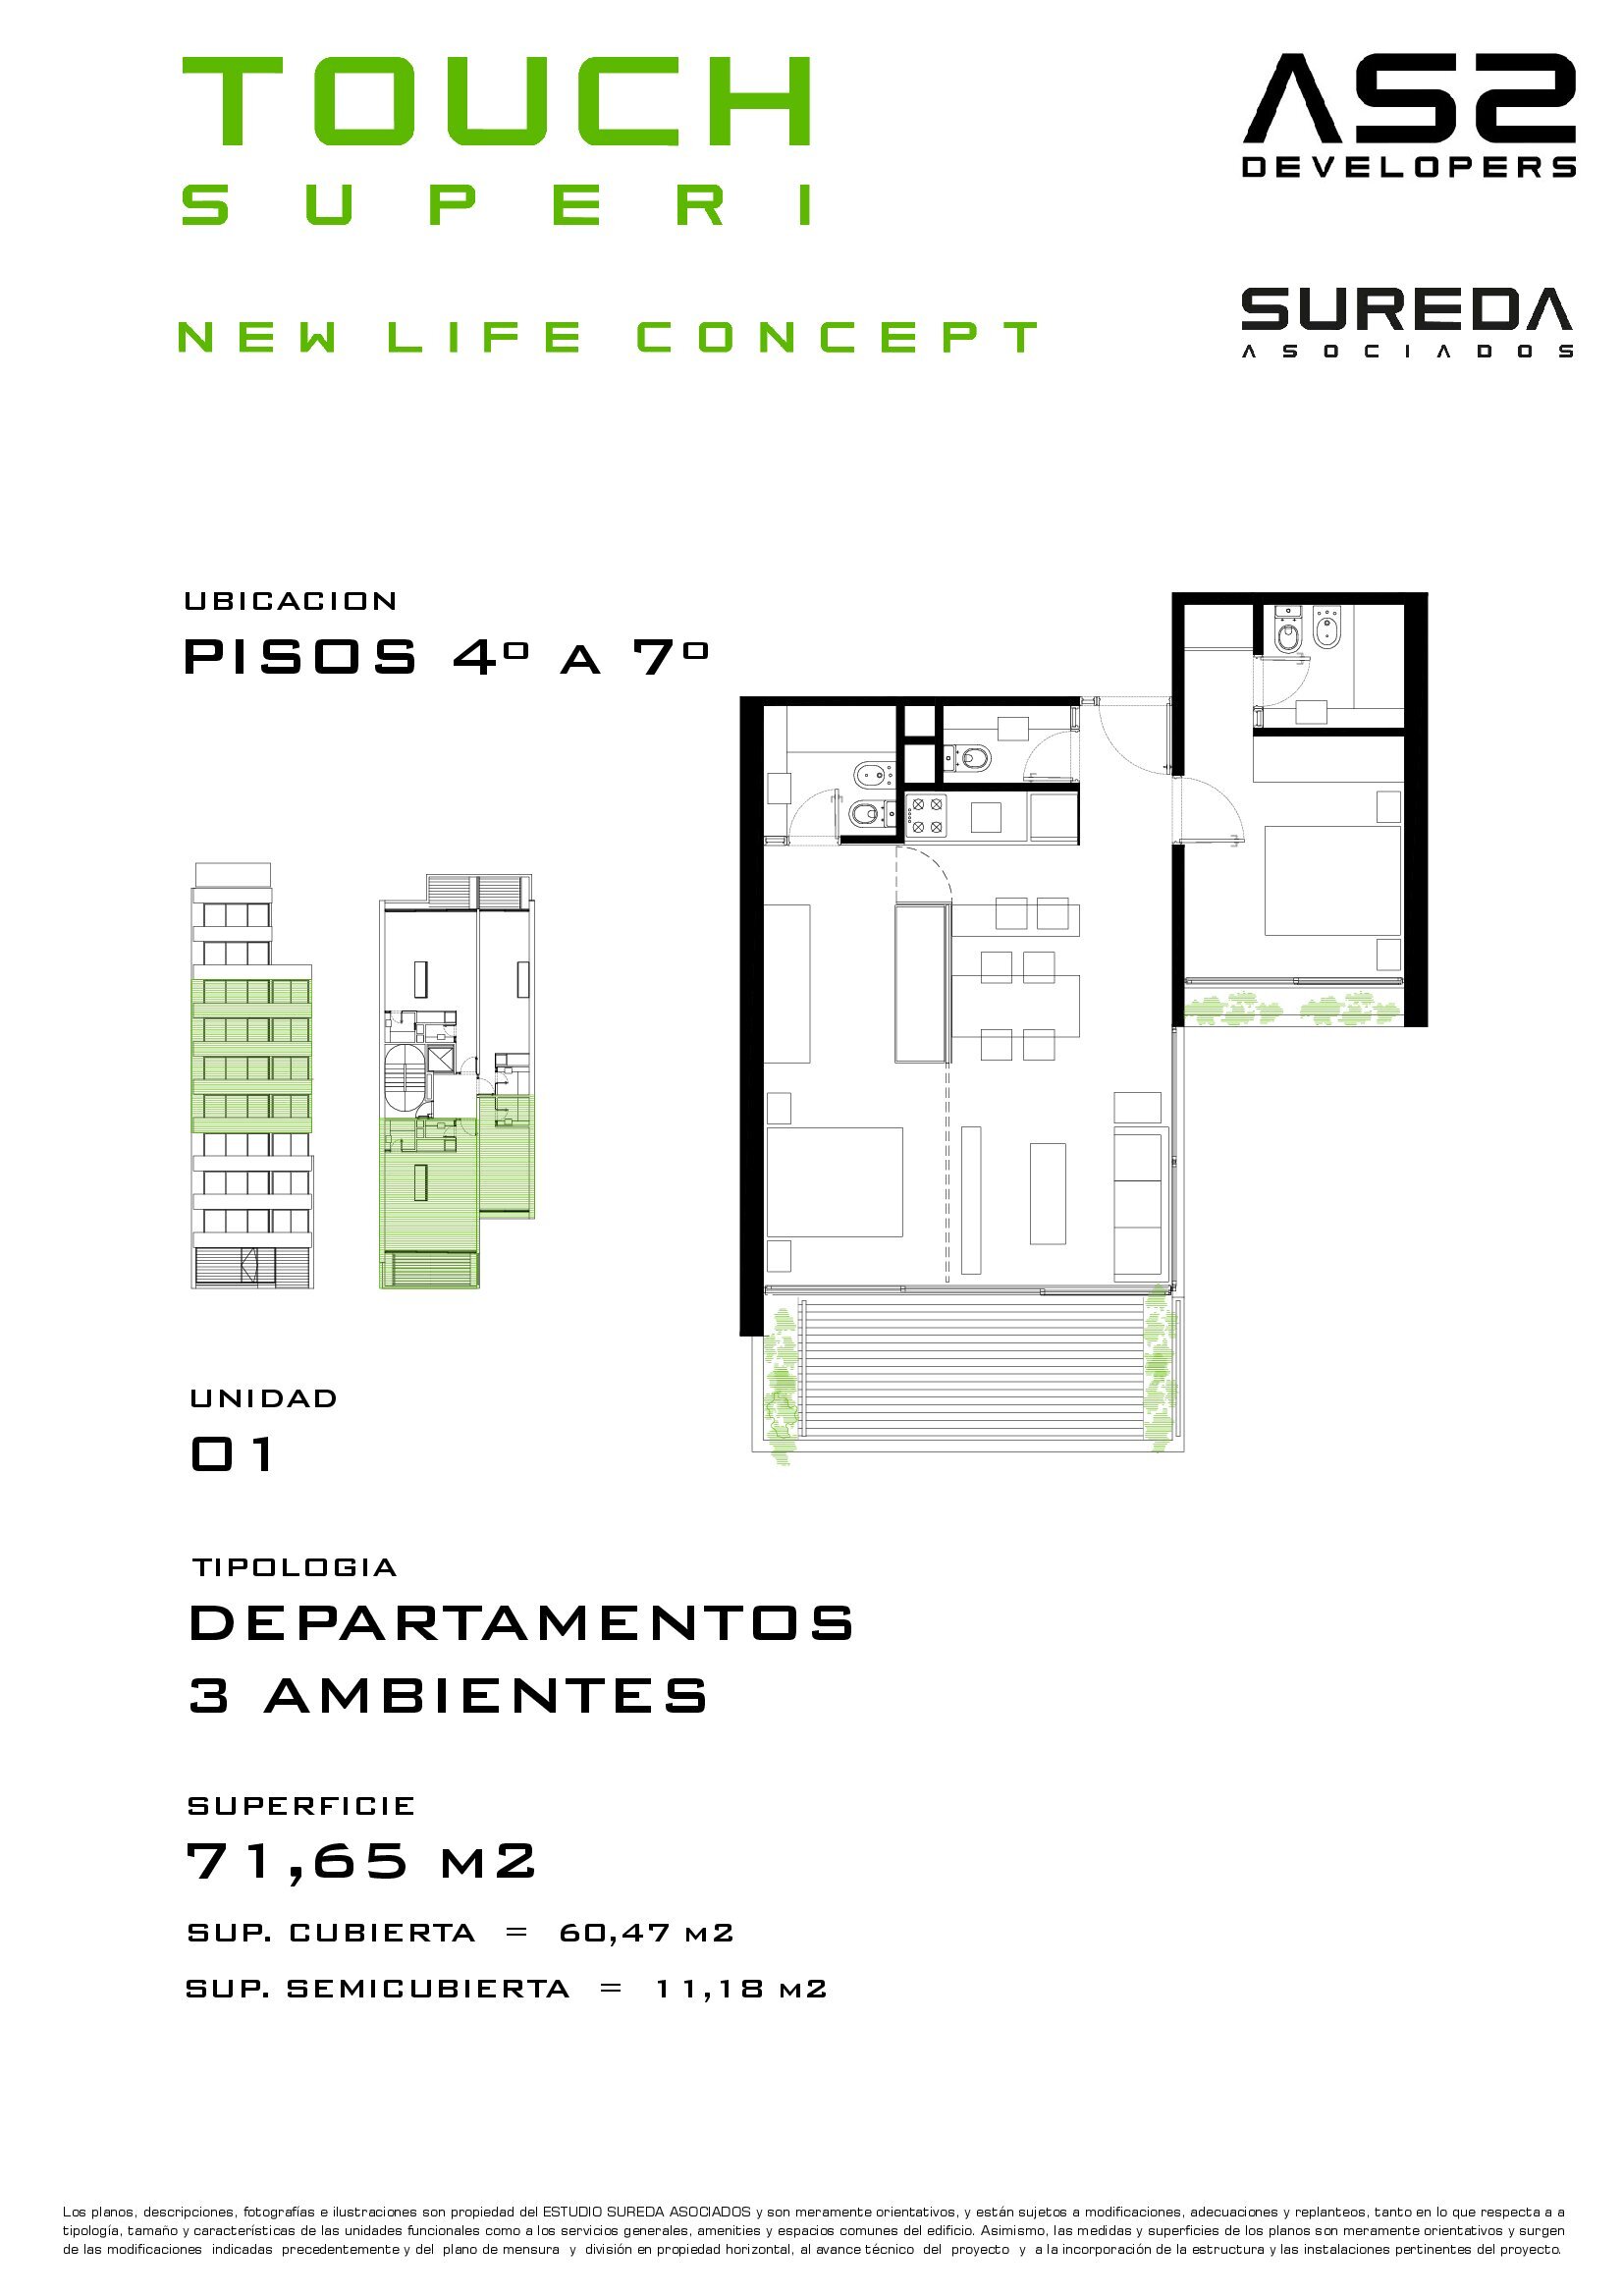 TOUCH
SUPERI
NEW LIFE CONCEPT
AS2
DEVELOPERS
SUREDA
ASOCIADOS
UBICACION
PISOS 4º A 7º
UNIDAD
01
TIPOLOGIA
DEPARTAMENTOS
3 AMBIENTES
SUPERFICIE
71,65 M2
SUP. CUBIERTA = 60,47 M2
SUP. SEMICUBIERTA = 11,18 M2
Los planos, descripciones, fotografías e ilustraciones son propiedad del ESTUDIO SUREDA ASOCIADOS y son meramente orientativos, y están sujetos a modificaciones, adecuaciones y replanteos, tanto en lo que respecta a a
tipología, tamaño y características de las unidades funcionales como a los servicios generales, amenities y espacios comunes del edificio. Asimismo, las medidas y superficies de los planos son meramente orientativos y surgen
de las modificaciones indicadas precedentemente y del plano de mensura y división en propiedad horizontal, al avance técnico del proyecto y a la incorporación de la estructura y las instalaciones pertinentes del proyecto.